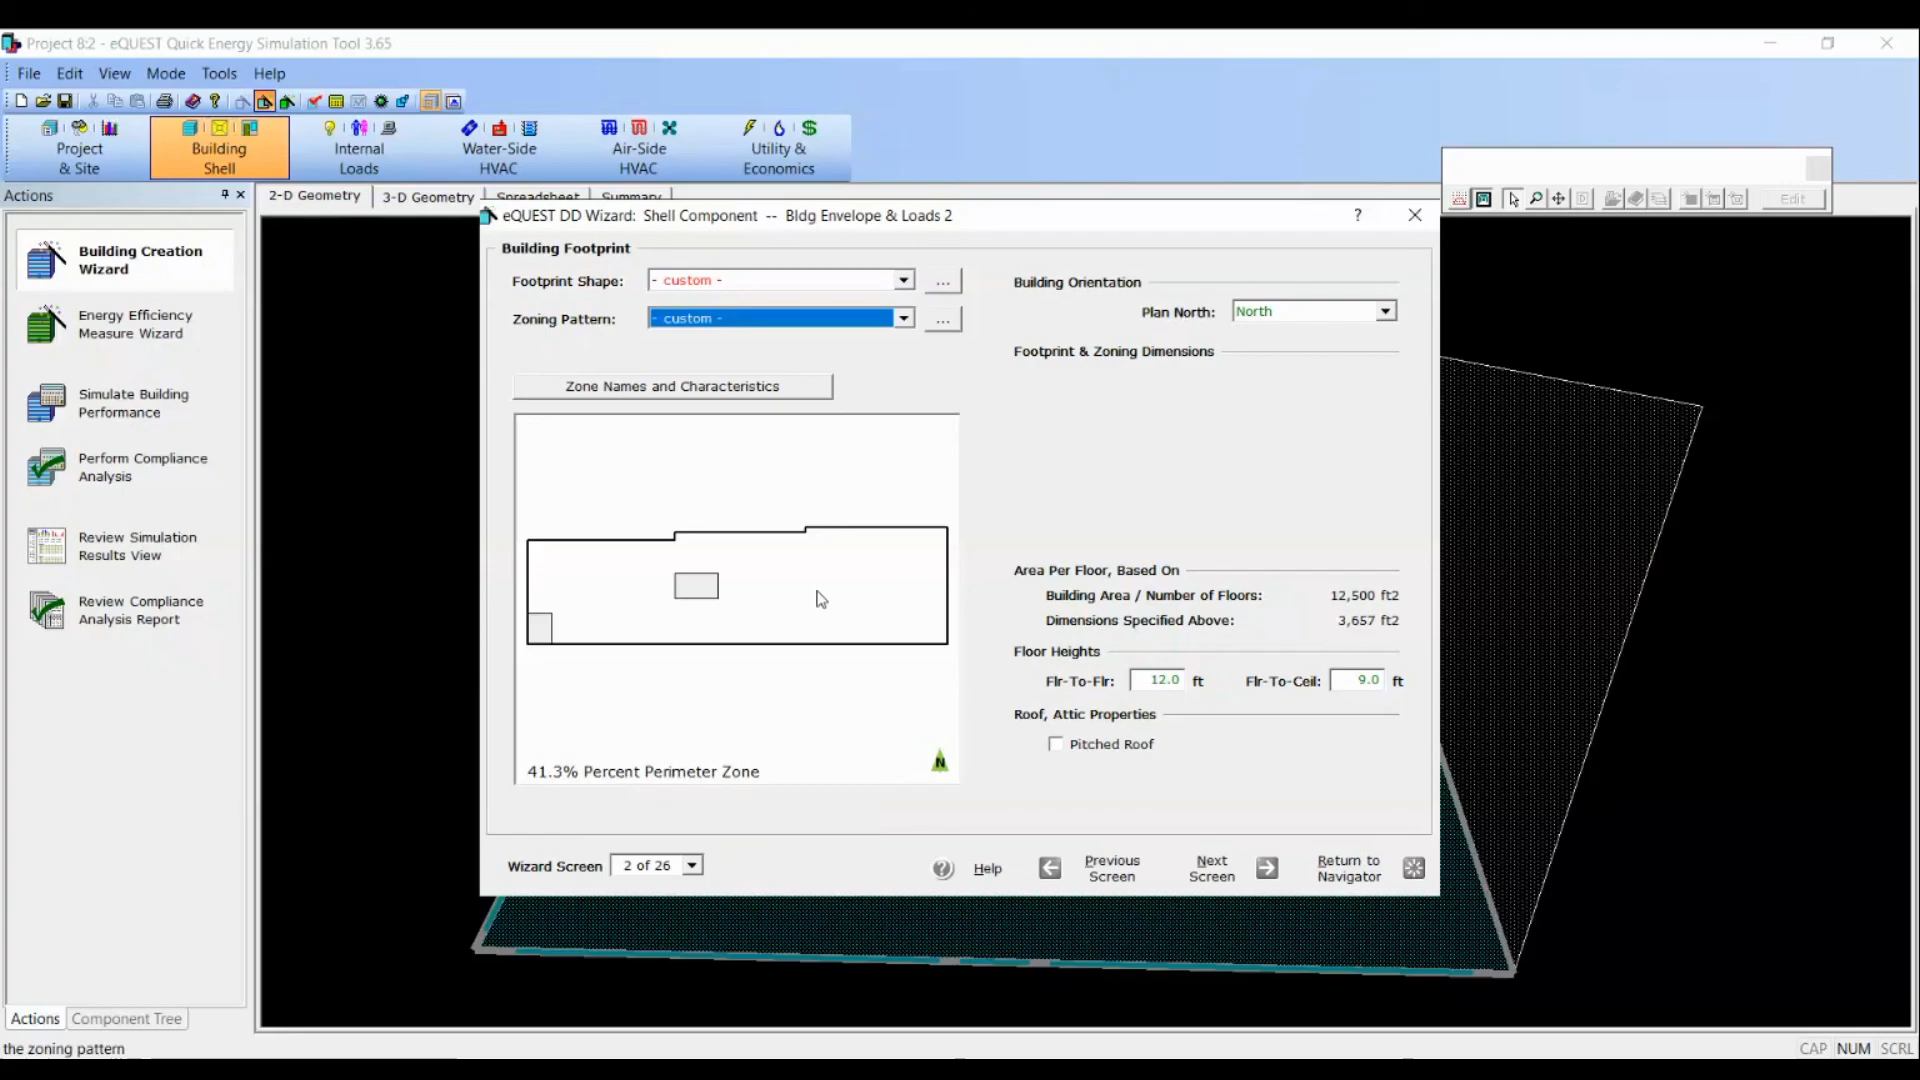 Project 8:2 - eQUEST Quick Energy Simulation Tool 3.65
File Edit View Mode Tools Help
Project & Site
Building Shell
Internal Loads
Water-Side HVAC
Air-Side HVAC
Utility & Economics
Actions
2-D Geometry
3-D Geometry
Spreadsheet
Summary
Edit
Building Creation Wizard
Energy Efficiency Measure Wizard
Simulate Building Performance
Perform Compliance Analysis
Review Simulation Results View
Review Compliance Analysis Report
eQUEST DD Wizard: Shell Component -- Bldg Envelope & Loads 2
?
Building Footprint
Footprint Shape: - custom - ...
Zoning Pattern: - custom - ...
Zone Names and Characteristics
41.3% Percent Perimeter Zone
N
Building Orientation
Plan North: North
Footprint & Zoning Dimensions
Area Per Floor, Based On
Building Area / Number of Floors: 12,500 ft2
Dimensions Specified Above: 3,657 ft2
Floor Heights
Flr-To-Flr: 12.0 ft Flr-To-Ceil: 9.0 ft
Roof, Attic Properties
Pitched Roof
Wizard Screen 2 of 26
Help
Previous Screen
Next Screen
Return to Navigator
Actions Component Tree
the zoning pattern
CAP NUM SCRL